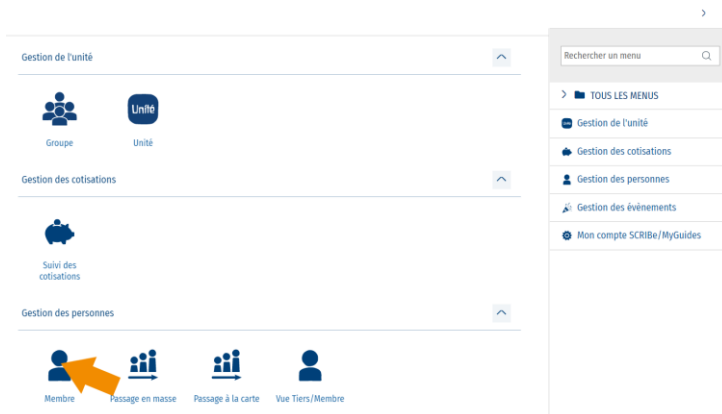 Gestion de l'unité
Unité
Groupe
Unité
Gestion des cotisations
Suivi des
cotisations
Gestion des personnes
Membre
Passage en masse
Passage à la carte
Vue Tiers/Membre
Rechercher un menu
TOUS LES MENUS
Gestion de l'unité
Gestion des cotisations
Gestion des personnes
Gestion des évènements
Mon compte SCRIBe/MyGuides